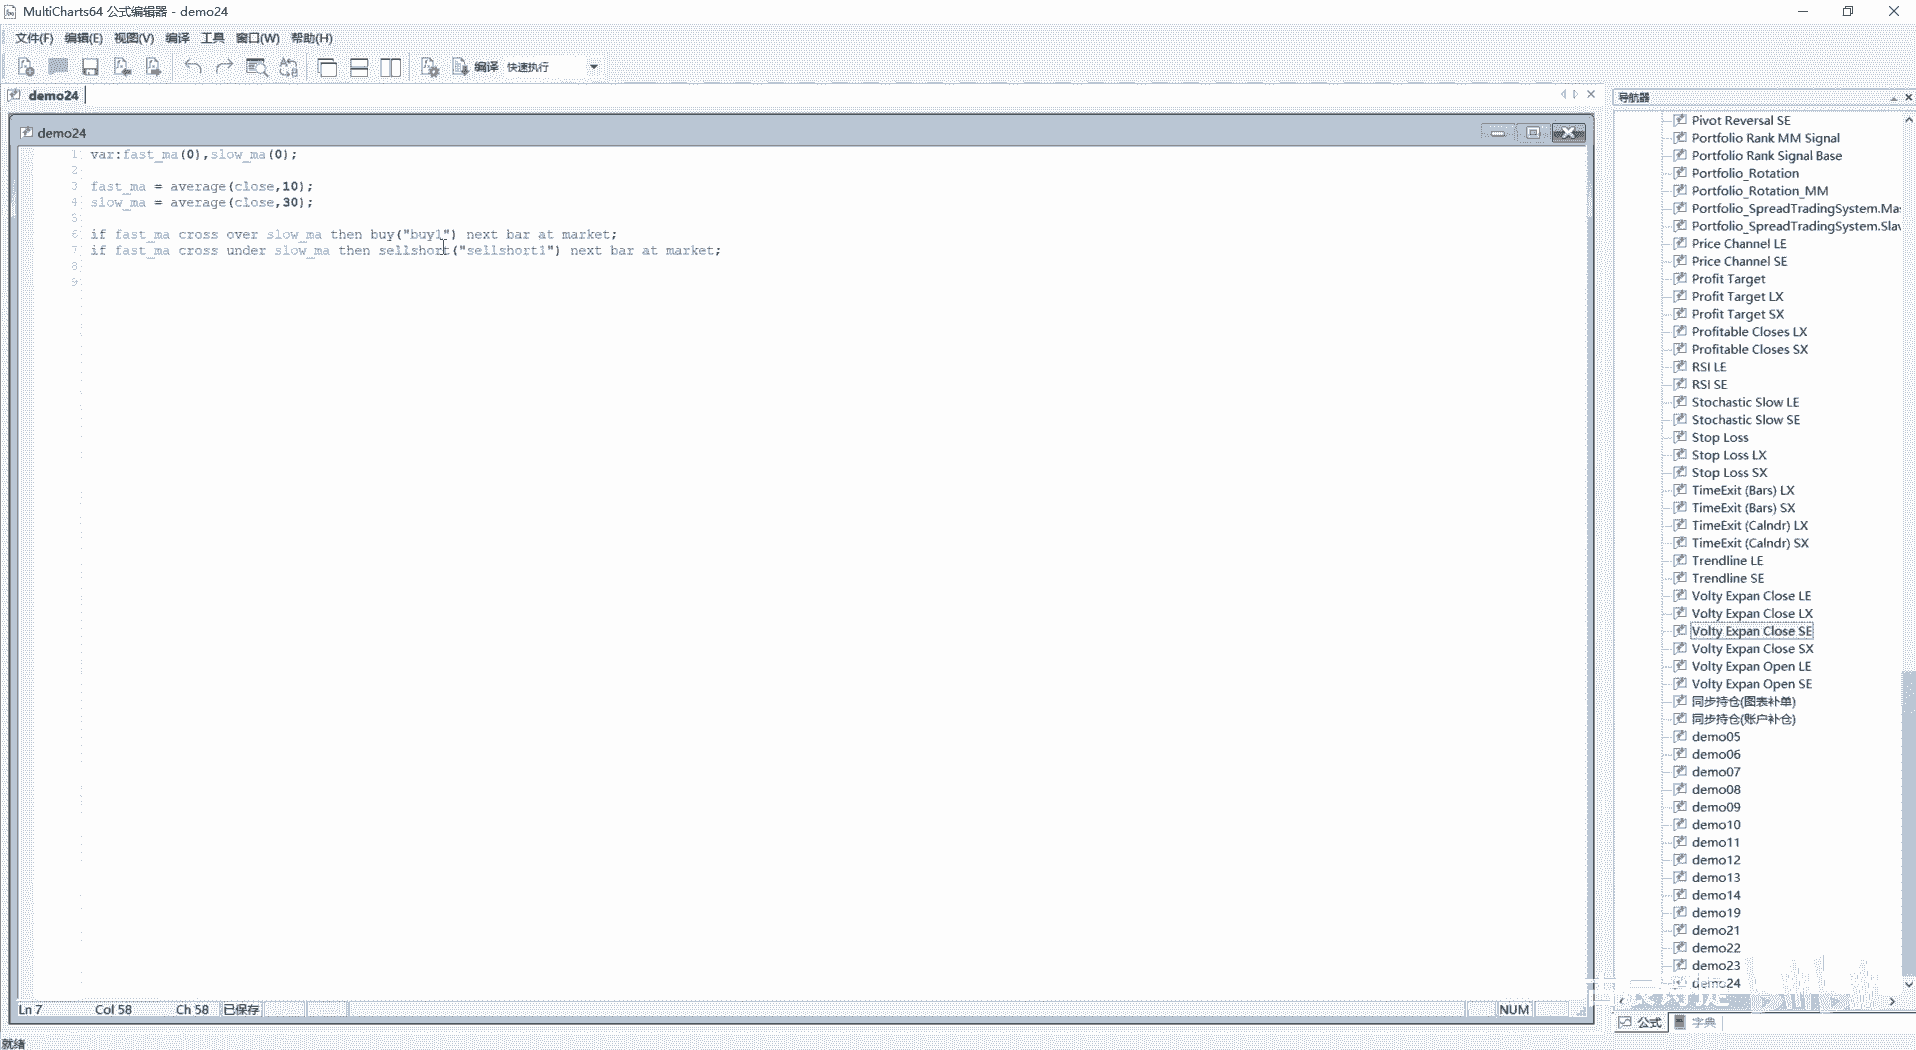 MultiCharts64 公式编辑器 - demo24
文件(F) 编辑(E) 视图(V) 编译 工具 窗口(W) 帮助(H)
编译 快速执行
demo24
导航器
demo24
1 var:fast_ma(0),slow_ma(0);
2
3 fast_ma = average(close,10);
4 slow_ma = average(close,30);
5
6 if fast_ma cross over slow_ma then buy("buy1") next bar at market;
7 if fast_ma cross under slow_ma then sellshort("sellshort1") next bar at market;
8
9
Pivot Reversal SE
Portfolio Rank MM Signal
Portfolio Rank Signal Base
Portfolio_Rotation
Portfolio_Rotation_MM
Portfolio_SpreadTradingSystem.Mas
Portfolio_SpreadTradingSystem.Slav
Price Channel LE
Price Channel SE
Profit Target
Profit Target LX
Profit Target SX
Profitable Closes LX
Profitable Closes SX
RSI LE
RSI SE
Stochastic Slow LE
Stochastic Slow SE
Stop Loss
Stop Loss LX
Stop Loss SX
TimeExit (Bars) LX
TimeExit (Bars) SX
TimeExit (Calndr) LX
TimeExit (Calndr) SX
Trendline LE
Trendline SE
Volty Expan Close LE
Volty Expan Close LX
Volty Expan Close SE
Volty Expan Close SX
Volty Expan Open LE
Volty Expan Open SE
同步持仓(图表补单)
同步持仓(账户补仓)
demo05
demo06
demo07
demo08
demo09
demo10
demo11
demo12
demo13
demo14
demo19
demo21
demo22
demo23
demo24
公式 字典
Ln 7 Col 58 Ch 58 已保存 NUM
就绪